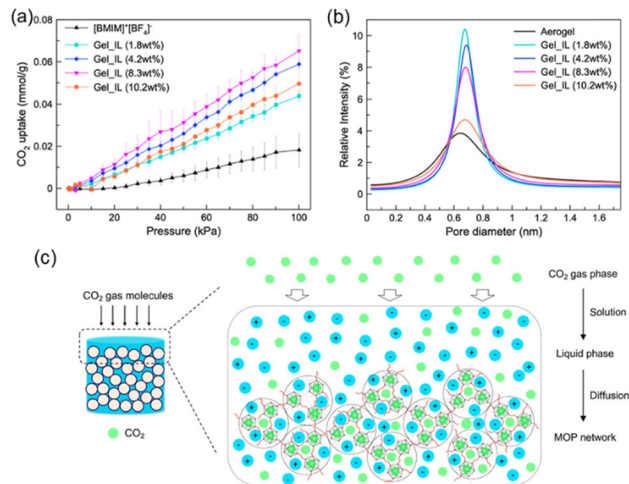 (a)
[BMIM]⁺[BF₄]⁻
Gel_IL (1.8wt%)
Gel_IL (4.2wt%)
Gel_IL (8.3wt%)
Gel_IL (10.2wt%)
CO₂ uptake (mmol/g)
0.08
0.06
0.04
0.02
0
0 20 40 60 80 100
Pressure (kPa)
(b)
Aerogel
Gel_IL (1.8wt%)
Gel_IL (4.2wt%)
Gel_IL (8.3wt%)
Gel_IL (10.2wt%)
Relative Intensity (%)
12
10
8
6
4
2
0
0 0.2 0.4 0.6 0.8 1 1.2 1.4 1.6
Pore diameter (nm)
(c)
CO₂ gas molecules
CO₂
CO₂ gas phase
Solution
Liquid phase
Diffusion
MOP network